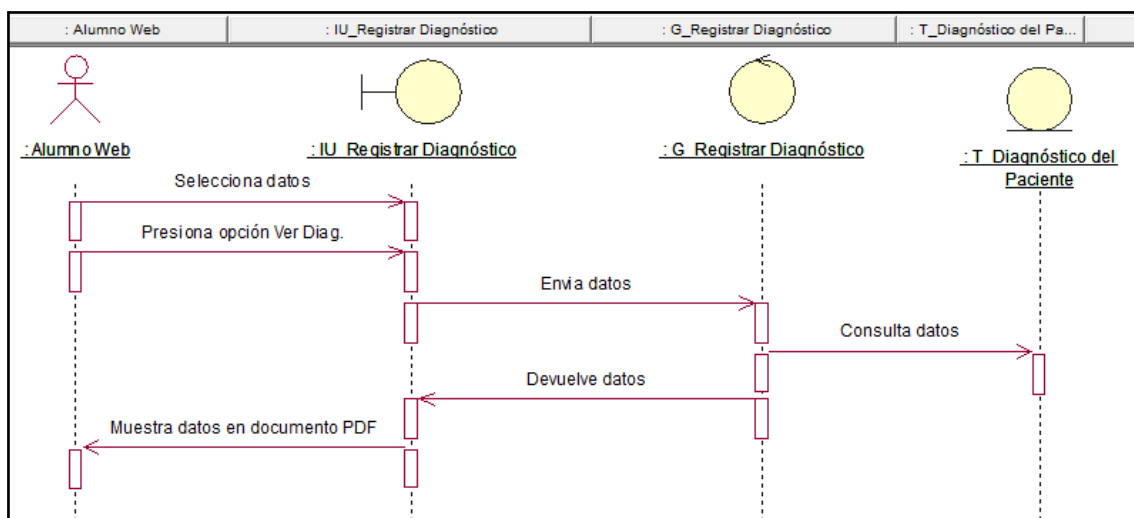 : Alumno Web
: IU_Registrar Diagnóstico
: G_Registrar Diagnóstico
: T_Diagnóstico del Pa...
: Alumno Web
: IU_Registrar Diagnóstico
: G_Registrar Diagnóstico
: T_Diagnóstico del
Paciente
Selecciona datos
Presiona opción Ver Diag.
Envia datos
Consulta datos
Devuelve datos
Muestra datos en documento PDF